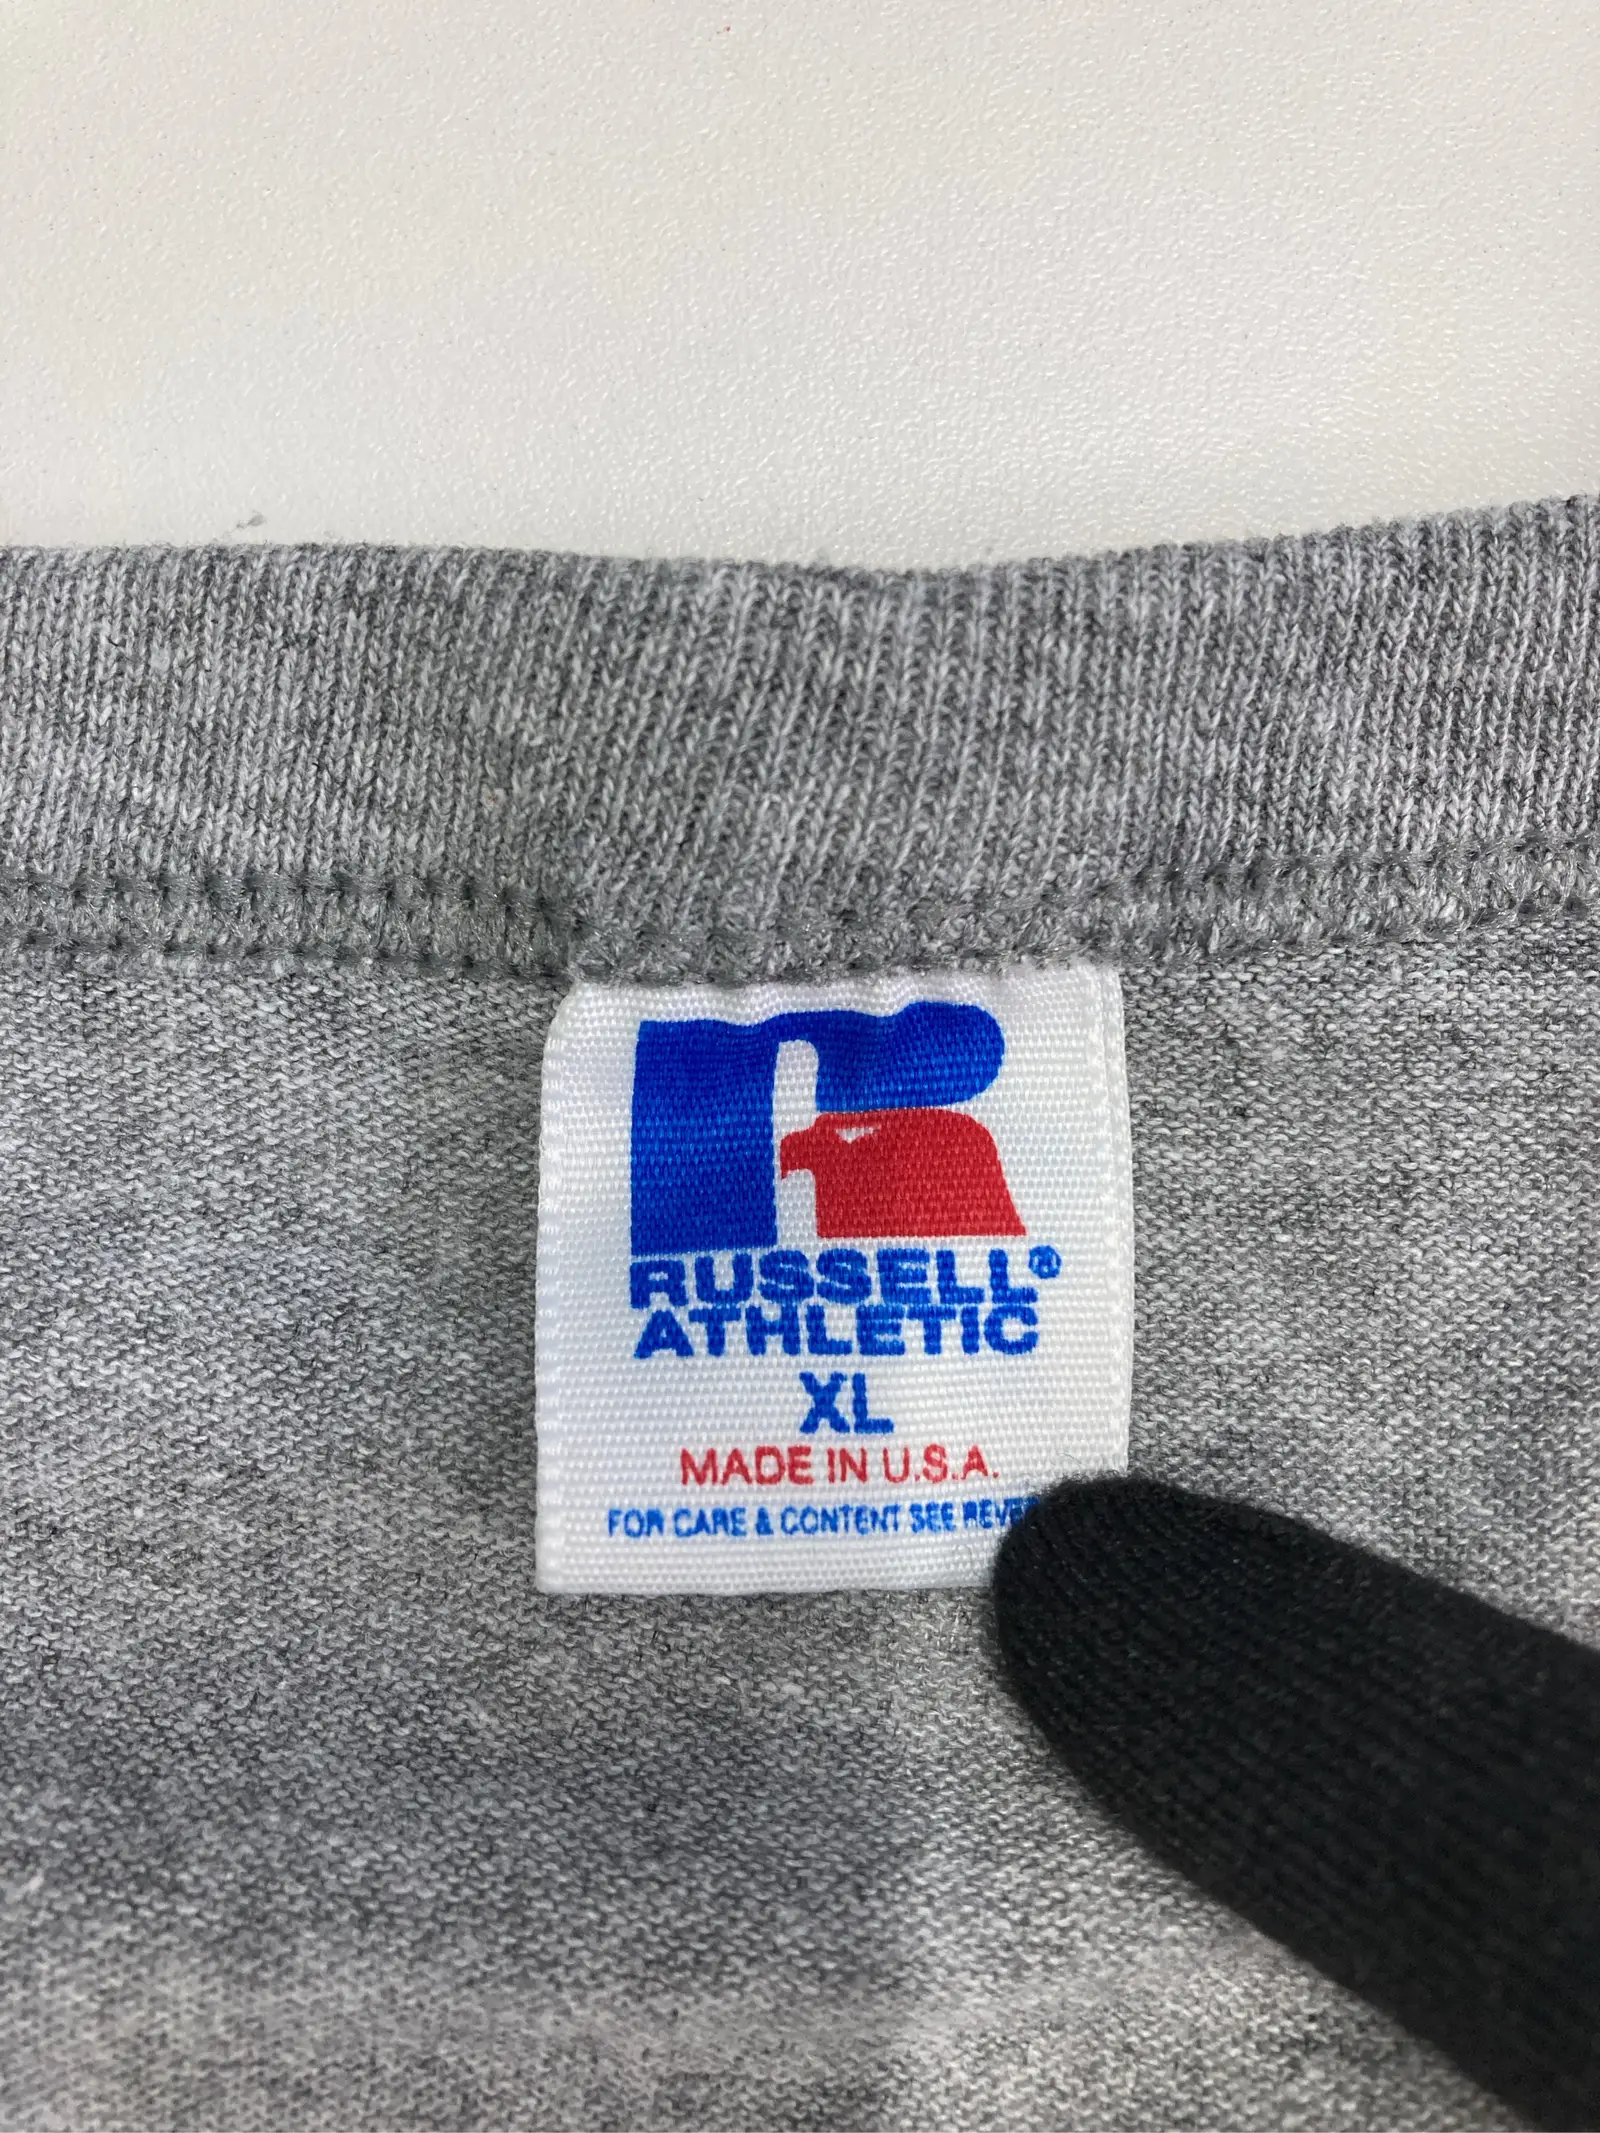 RUSSELL®
ATHLETIC
XL
MADE IN U.S.A.
FOR CARE & CONTENT SEE